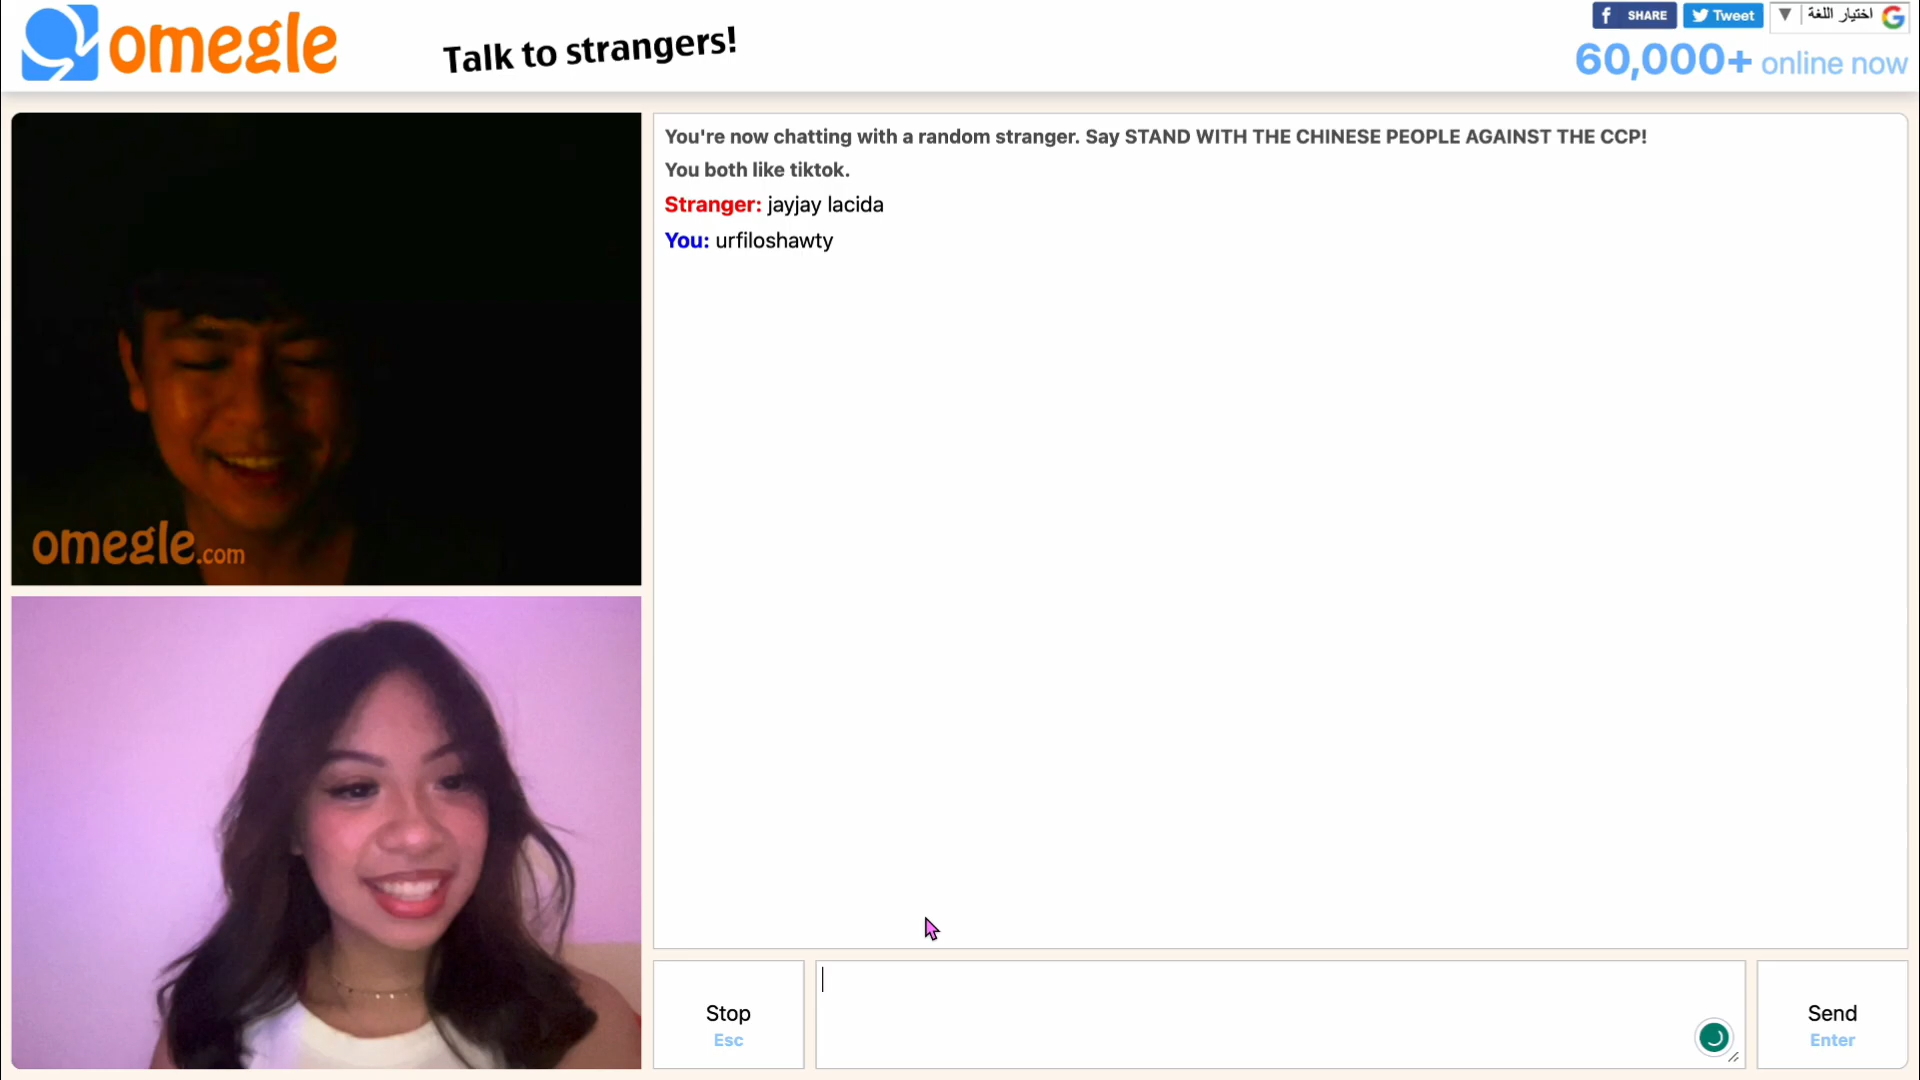 omegle
Talk to strangers!
f SHARE
Tweet
▼ اختيار اللغة
60,000+ online now
You're now chatting with a random stranger. Say STAND WITH THE CHINESE PEOPLE AGAINST THE CCP!
You both like tiktok.
Stranger: jayjay lacida
You: urfiloshawty
omegle.com
Stop
Esc
Send
Enter